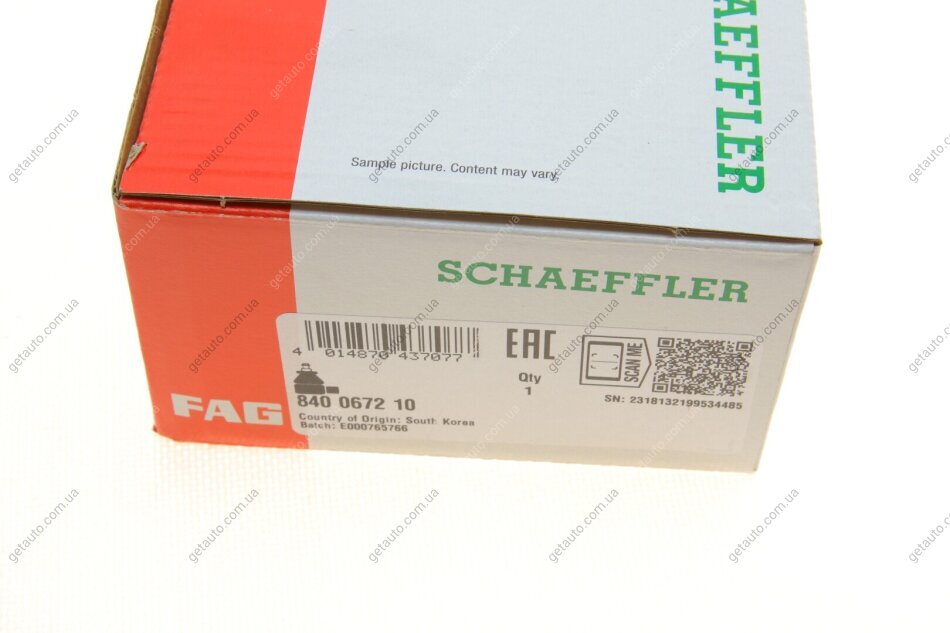 SCHAEFFLER
Sample picture. Content may vary.
SCHAEFFLER
4 014870 437077
EAC
Qty
1
SCAN ME
SN: 2318132199534485
FAG
840 0672 10
Country of Origin: South Korea
Batch: E000765766
getauto.com.ua